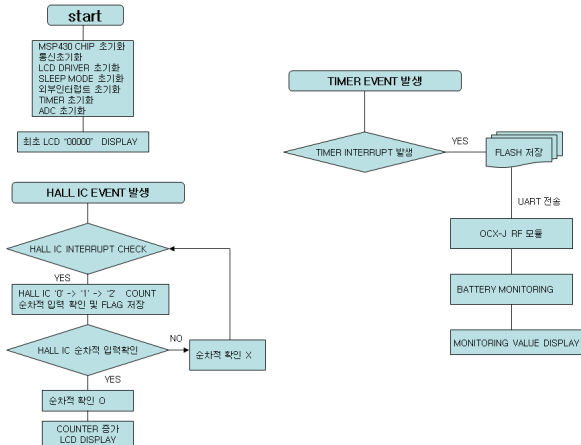 start
MSP430 CHIP 초기화
통신초기화
LCD DRIVER 초기화
SLEEP MODE 초기화
외부인터럽트 초기화
TIMER 초기화
ADC 초기화
최초 LCD "00000" DISPLAY
HALL IC EVENT 발생
HALL IC INTERRUPT CHECK
YES
HALL IC '0' -> '1' -> '2' COUNT
순차적 입력 확인 및 FLAG 저장
HALL IC 순차적 입력확인
NO
순차적 확인 X
YES
순차적 확인 O
COUNTER 증가
LCD DISPLAY
TIMER EVENT 발생
TIMER INTERRUPT 발생
YES
FLASH 저장
UART 전송
OCX-J RF 모듈
BATTERY MONITORING
MONITORING VALUE DISPLAY